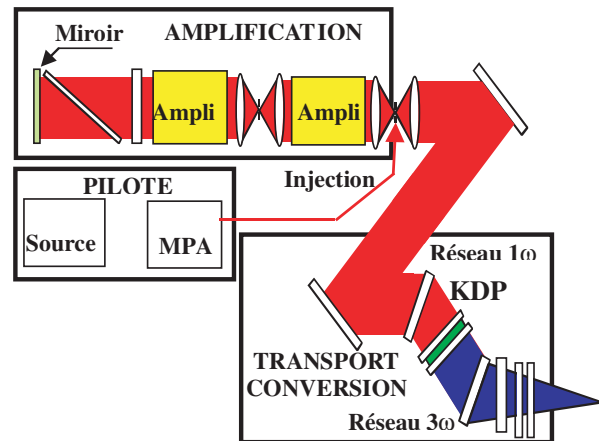 Miroir
AMPLIFICATION
Ampli
Ampli
Injection
PILOTE
Source
MPA
Réseau 1ω
KDP
TRANSPORT
CONVERSION
Réseau 3ω